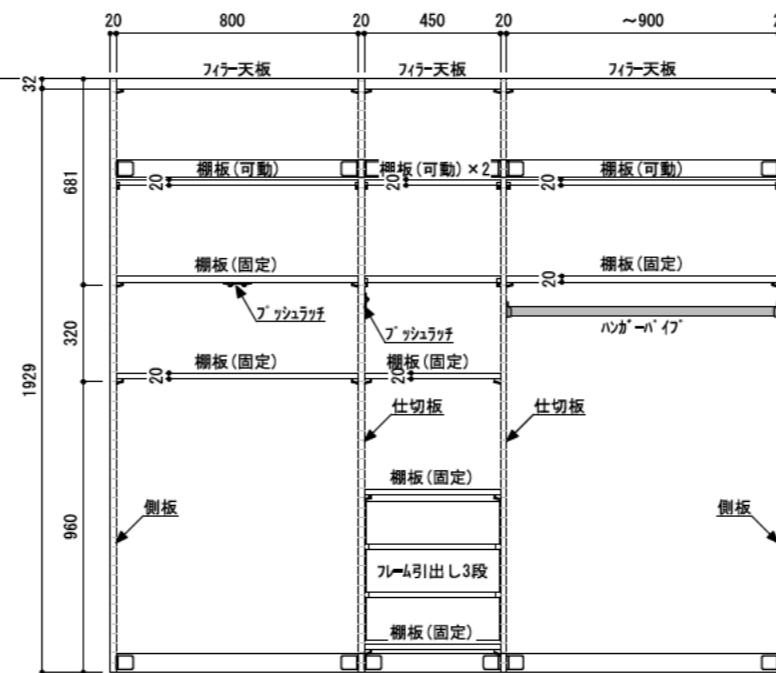 20 800 20 450 20 ～900 2
フィラー天板 フィラー天板 フィラー天板
32
棚板(可動) 棚板(可動)×2 棚板(可動)
681 20 20 20
棚板(固定) 棚板(固定)
20
プッシュラッチ
プッシュラッチ
ハンガーパイプ
320
棚板(固定) 棚板(固定)
20 20
1929
仕切板 仕切板
棚板(固定)
側板 側板
960
フレーム引出し3段
棚板(固定)